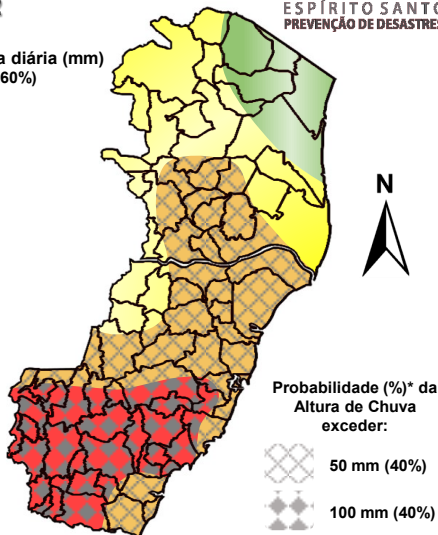 ESPÍRITO SANTO
PREVENÇÃO DE DESASTRES
diária (mm)
60%)
N
Probabilidade (%)* da
Altura de Chuva
exceder:
50 mm (40%)
100 mm (40%)